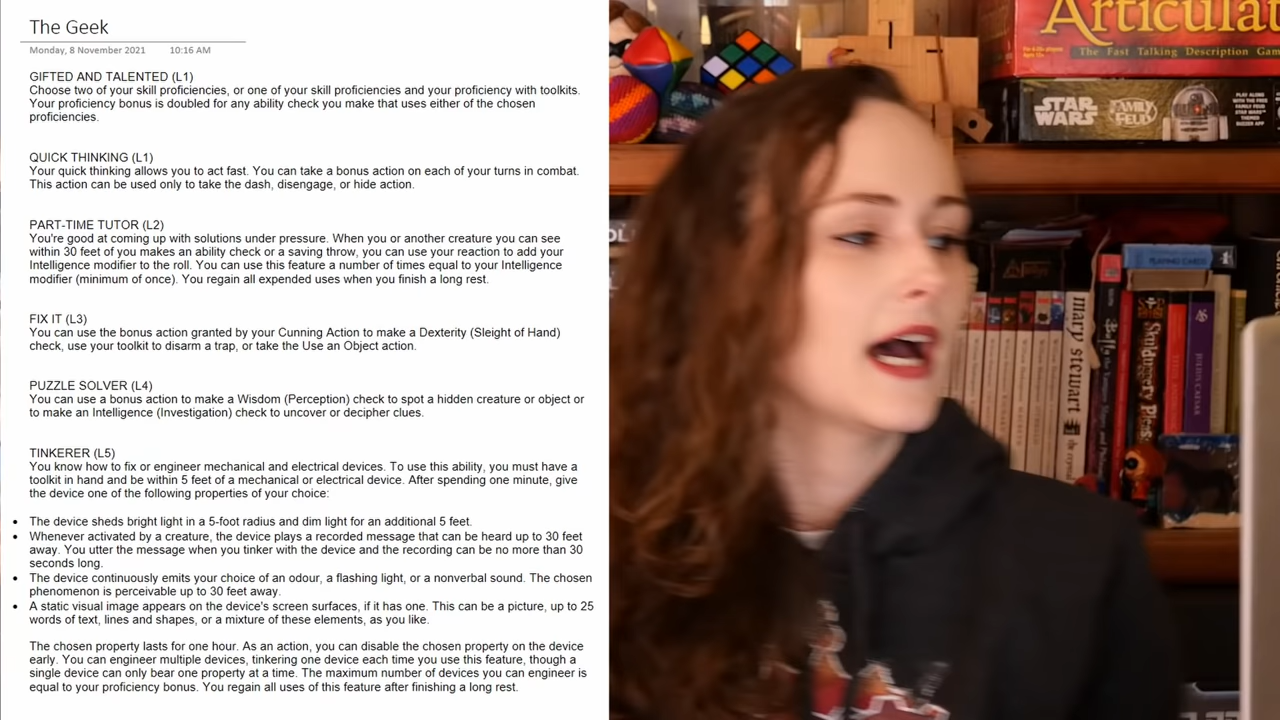 The Geek
Monday, 8 November 2021 10:16 AM
GIFTED AND TALENTED (L1)
Choose two of your skill proficiencies, or one of your skill proficiencies and your proficiency with toolkits.
Your proficiency bonus is doubled for any ability check you make that uses either of the chosen
proficiencies.
QUICK THINKING (L1)
Your quick thinking allows you to act fast. You can take a bonus action on each of your turns in combat.
This action can be used only to take the dash, disengage, or hide action.
PART-TIME TUTOR (L2)
You're good at coming up with solutions under pressure. When you or another creature you can see
within 30 feet of you makes an ability check or a saving throw, you can use your reaction to add your
Intelligence modifier to the roll. You can use this feature a number of times equal to your Intelligence
modifier (minimum of once). You regain all expended uses when you finish a long rest.
FIX IT (L3)
You can use the bonus action granted by your Cunning Action to make a Dexterity (Sleight of Hand)
check, use your toolkit to disarm a trap, or take the Use an Object action.
PUZZLE SOLVER (L4)
You can use a bonus action to make a Wisdom (Perception) check to spot a hidden creature or object or
to make an Intelligence (Investigation) check to uncover or decipher clues.
TINKERER (L5)
You know how to fix or engineer mechanical and electrical devices. To use this ability, you must have a
toolkit in hand and be within 5 feet of a mechanical or electrical device. After spending one minute, give
the device one of the following properties of your choice:
• The device sheds bright light in a 5-foot radius and dim light for an additional 5 feet.
• Whenever activated by a creature, the device plays a recorded message that can be heard up to 30 feet
away. You utter the message when you tinker with the device and the recording can be no more than 30
seconds long.
• The device continuously emits your choice of an odour, a flashing light, or a nonverbal sound. The chosen
phenomenon is perceivable up to 30 feet away.
• A static visual image appears on the device's screen surfaces, if it has one. This can be a picture, up to 25
words of text, lines and shapes, or a mixture of these elements, as you like.
The chosen property lasts for one hour. As an action, you can disable the chosen property on the device
early. You can engineer multiple devices, tinkering one device each time you use this feature, though a
single device can only bear one property at a time. The maximum number of devices you can engineer is
equal to your proficiency bonus. You regain all uses of this feature after finishing a long rest.
Articulat
The Fast Talking Description Gam
STAR WARS
FAMILY FEUD
PLAY ALONG
WITH THE FREE
FAMILY FEUD
STAR WARS
THEMED
BUZZER APP
PLAYING CARDS
mary stewart